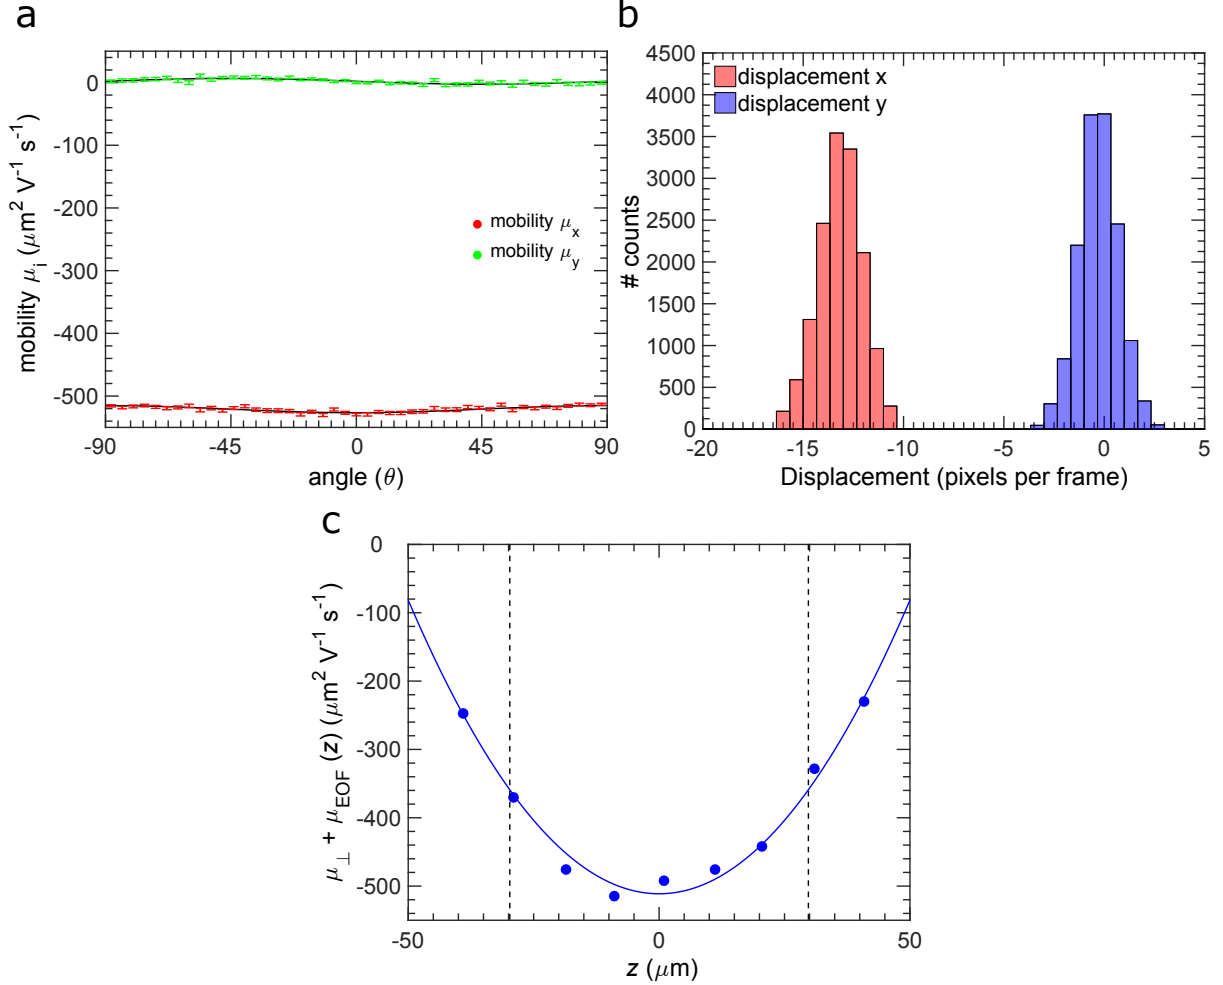 a
mobility μi (μm² V⁻¹ s⁻¹)
0
-100
-200
-300
-400
-500
mobility μx
mobility μy
-90
-45
0
45
90
angle (θ)
b
# counts
4500
4000
3500
3000
2500
2000
1500
1000
500
0
displacement x
displacement y
-20
-15
-10
-5
0
5
Displacement (pixels per frame)
c
μ⊥ + μEOF (z) (μm² V⁻¹ s⁻¹)
0
-100
-200
-300
-400
-500
-50
0
50
z (μm)